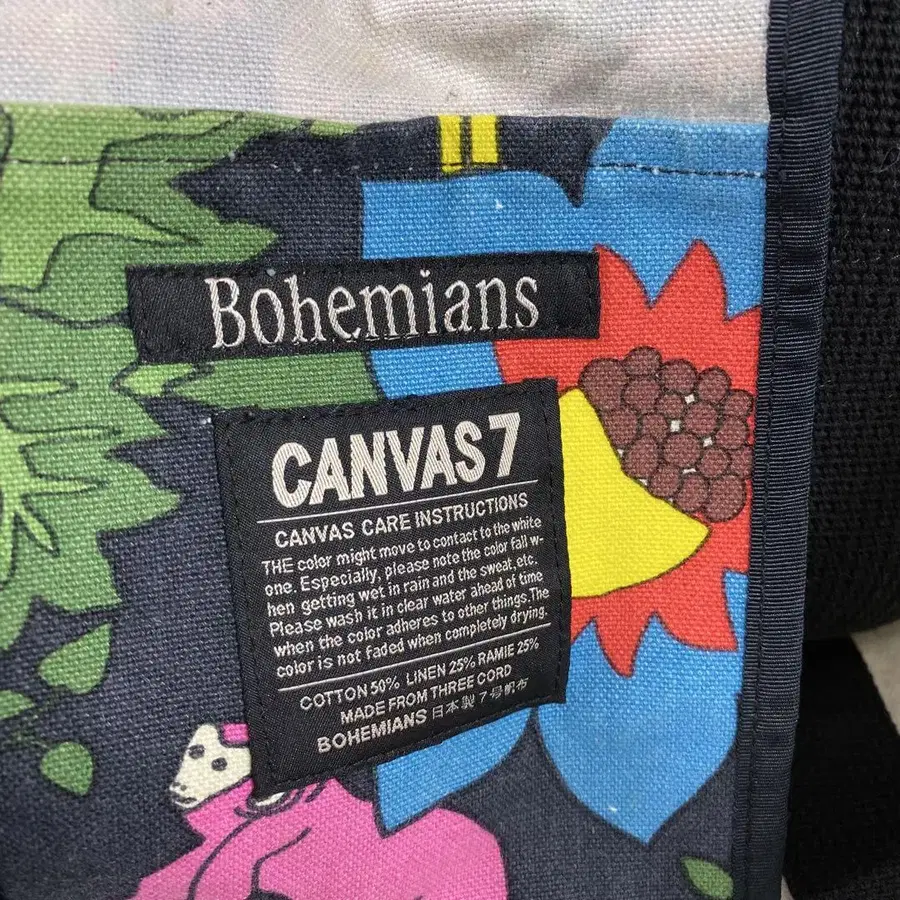 Bohemians
CANVAS 7
CANVAS CARE INSTRUCTIONS
THE color might move to contact to the white
one. Especially, please note the color fall w-
hen getting wet in rain and the sweat, etc.
Please wash it in clear water ahead of time
when the color adheres to other things.The
color is not faded when completely drying.
COTTON 50% LINEN 25% RAMIE 25%
MADE FROM THREE CORD
BOHEMIANS 日本製7号帆布